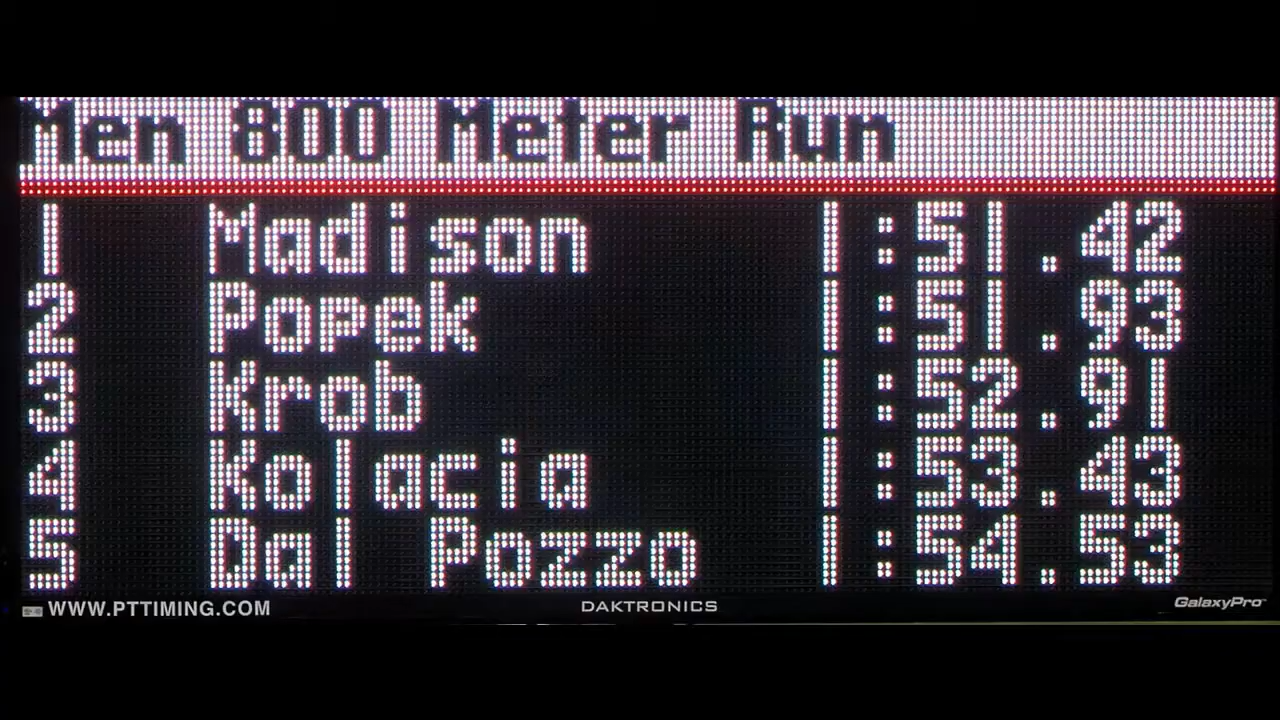 Men 800 Meter Run
1 Madison 1:51.42
2 Popek 1:51.93
3 Krob 1:52.91
4 Kolacia 1:53.43
5 Dal Pozzo 1:54.53
WWW.PTTIMING.COM DAKTRONICS GalaxyPro